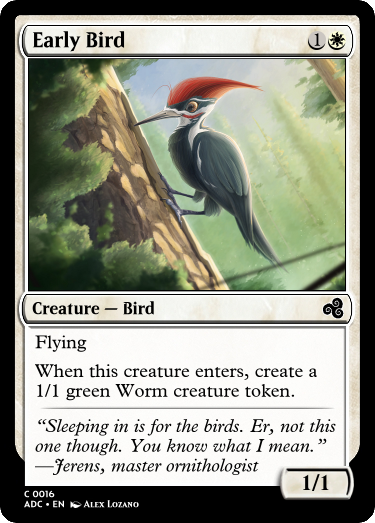 Early Bird 1
Creature — Bird
Flying
When this creature enters, create a
1/1 green Worm creature token.
“Sleeping in is for the birds. Er, not this
one though. You know what I mean.”
—Jerens, master ornithologist
1/1
C 0016
ADC • EN Alex Lozano